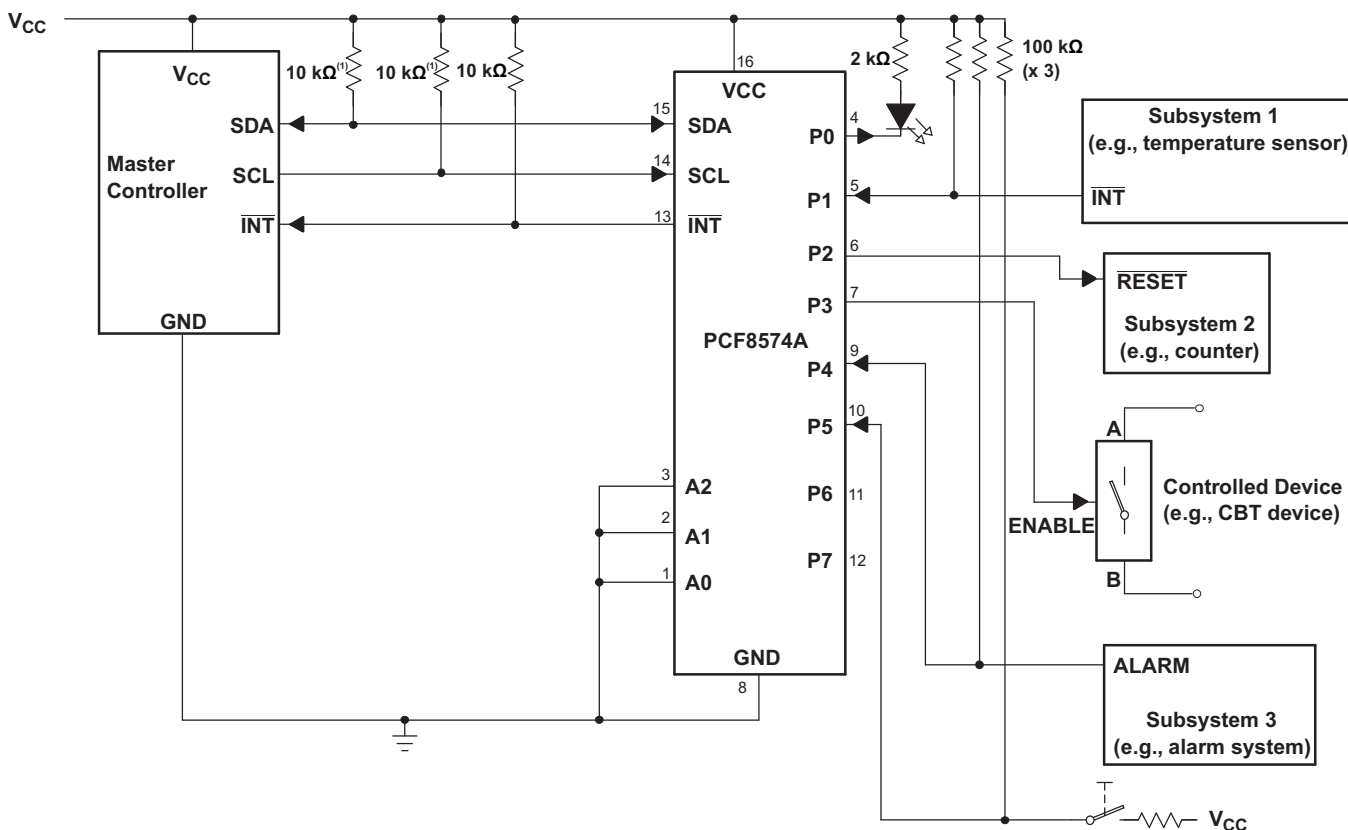 VCC
VCC
10 kΩ(1)
10 kΩ(1)
10 kΩ
2 kΩ
100 kΩ
(x 3)
Master
Controller
SDA
SCL
INT
GND
16
VCC
15
SDA
14
SCL
13
INT
PCF8574A
3
A2
2
A1
1
A0
GND
8
P0
4
P1
5
P2
6
P3
7
P4
9
P5
10
P6
11
P7
12
Subsystem 1
(e.g., temperature sensor)
INT
RESET
Subsystem 2
(e.g., counter)
A
ENABLE
B
Controlled Device
(e.g., CBT device)
ALARM
Subsystem 3
(e.g., alarm system)
VCC